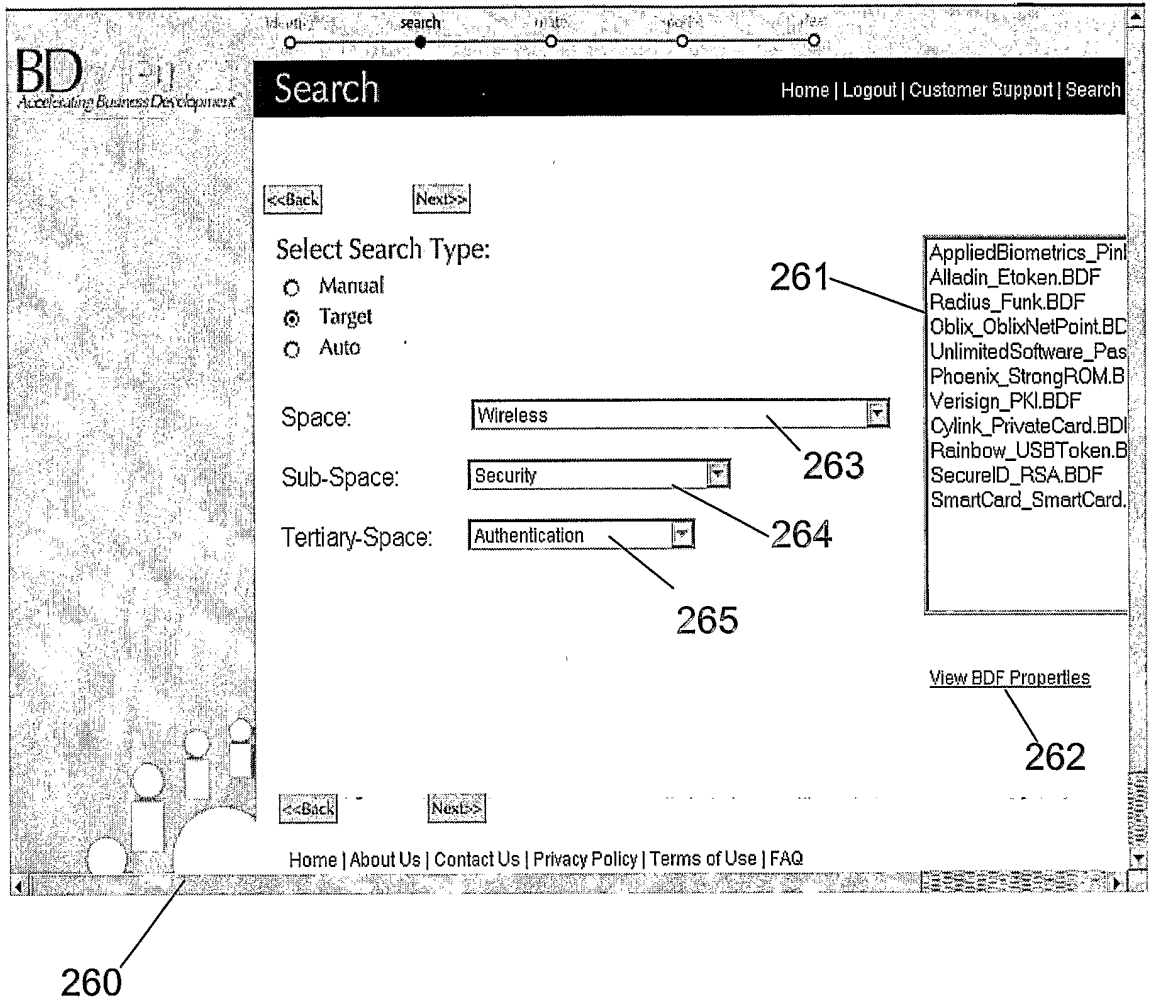 search
BD
Accelerating Business Development
Search
Home | Logout | Customer Support | Search
<<Back Next>>
Select Search Type:
Manual
Target
Auto
261
AppliedBiometrics_Pin
Alladin_Etoken.BDF
Radius_Funk.BDF
Oblix_OblixNetPoint.BD
UnlimitedSoftware_Pas
Phoenix_StrongROM.B
Verisign_PKI.BDF
Cylink_PrivateCard.BD
Rainbow_USBToken.B
SecureID_RSA.BDF
SmartCard_SmartCard.
Space: Wireless
263
Sub-Space: Security
264
Tertiary-Space: Authentication
265
View BDF Properties
262
<<Back Next>>
Home | About Us | Contact Us | Privacy Policy | Terms of Use | FAQ
260